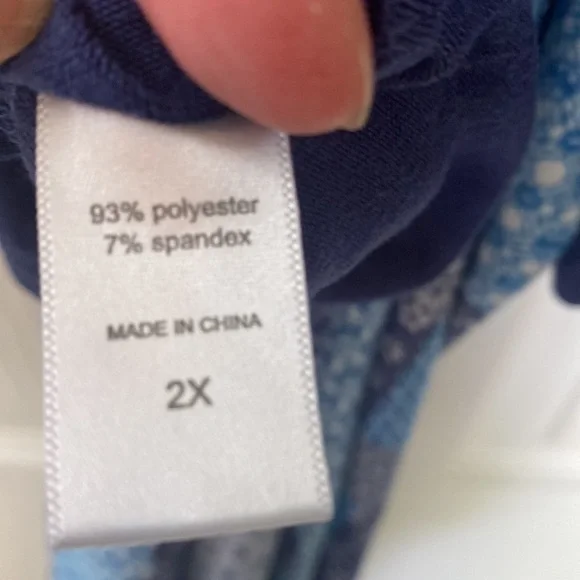 93% polyester
7% spandex
MADE IN CHINA
2X